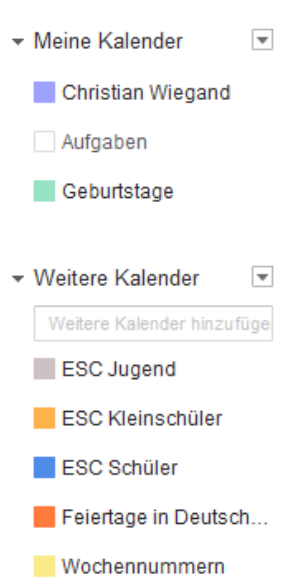 Meine Kalender
Christian Wiegand
Aufgaben
Geburtstage
Weitere Kalender
Weitere Kalender hinzufüge
ESC Jugend
ESC Kleinschüler
ESC Schüler
Feiertage in Deutsch...
Wochennummern